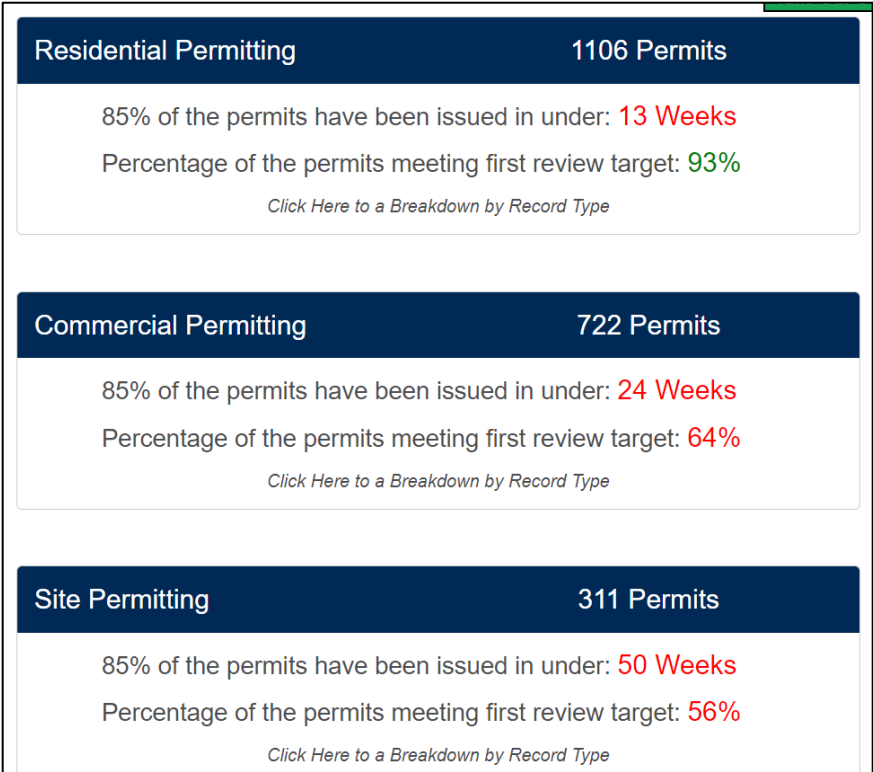 Residential Permitting 1106 Permits
85% of the permits have been issued in under: 13 Weeks
Percentage of the permits meeting first review target: 93%
Click Here to a Breakdown by Record Type
Commercial Permitting 722 Permits
85% of the permits have been issued in under: 24 Weeks
Percentage of the permits meeting first review target: 64%
Click Here to a Breakdown by Record Type
Site Permitting 311 Permits
85% of the permits have been issued in under: 50 Weeks
Percentage of the permits meeting first review target: 56%
Click Here to a Breakdown by Record Type